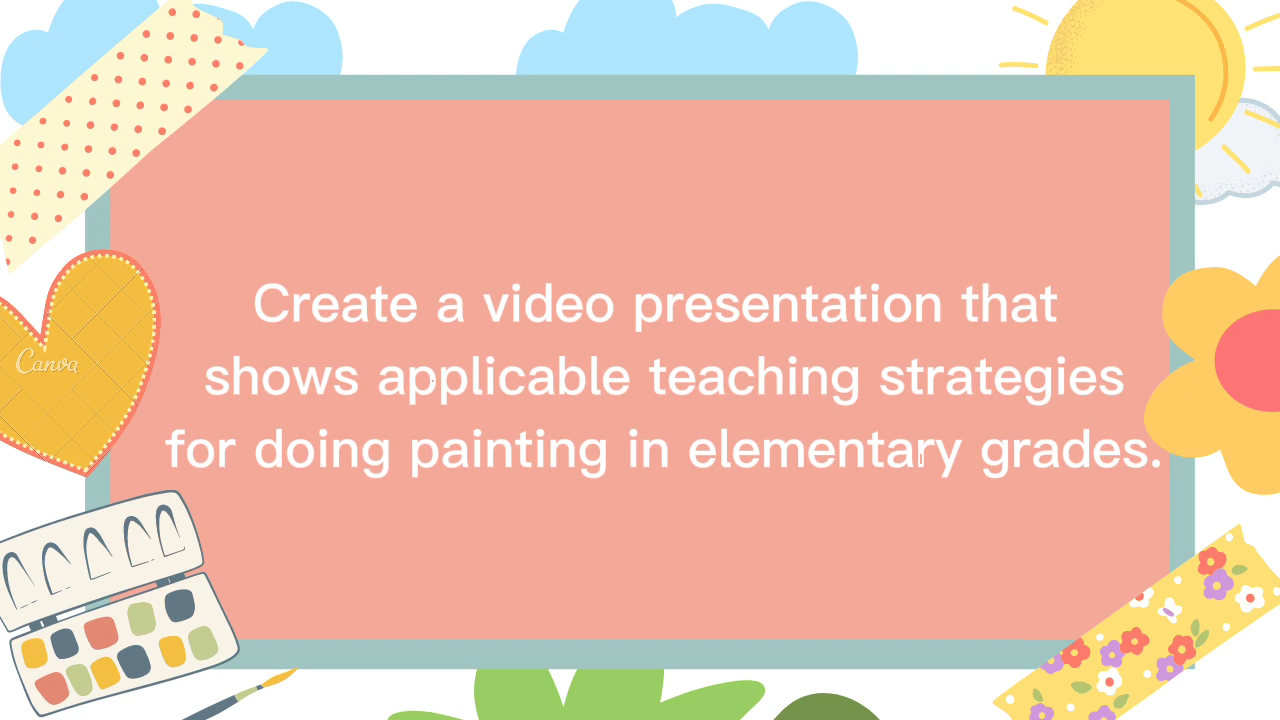 Create a video presentation that
shows applicable teaching strategies
for doing painting in elementary grades.
Canva